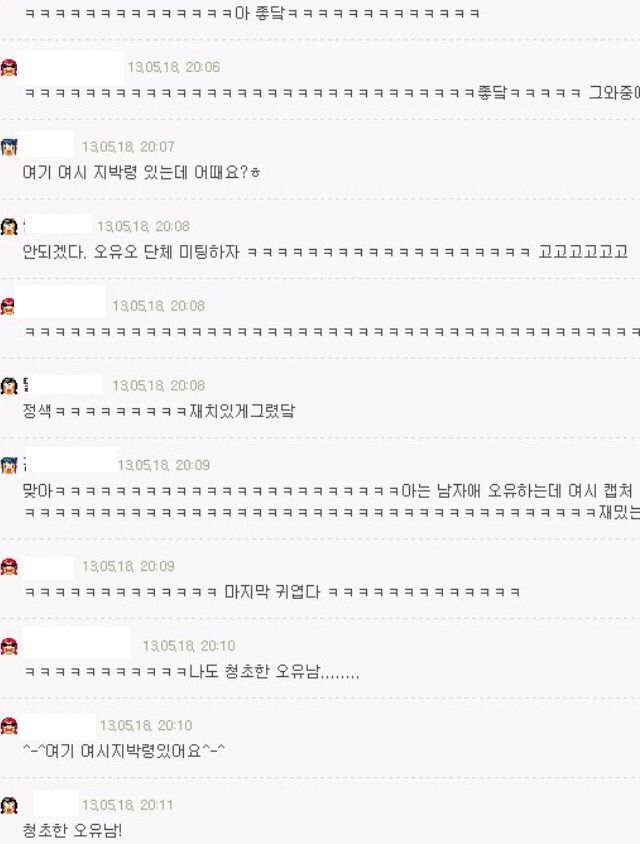 ㅋㅋㅋㅋㅋㅋㅋㅋㅋㅋㅋㅋㅋㅋ아 좋닼ㅋㅋㅋㅋㅋㅋㅋㅋㅋㅋㅋㅋㅋ
13.05.18, 20:06
ㅋㅋㅋㅋㅋㅋㅋㅋㅋㅋㅋㅋㅋㅋㅋㅋㅋㅋㅋㅋㅋㅋㅋㅋㅋㅋㅋㅋㅋㅋ좋닼ㅋㅋㅋㅋㅋ 그와중에
13.05.18, 20:07
여기 여시 지박령 있는데 어때요?ㅎ
13.05.18, 20:08
안되겠다. 오유오 단체 미팅하자 ㅋㅋㅋㅋㅋㅋㅋㅋㅋㅋㅋㅋㅋㅋㅋㅋㅋㅋㅋ 고고고고고고
13.05.18, 20:08
ㅋㅋㅋㅋㅋㅋㅋㅋㅋㅋㅋㅋㅋㅋㅋㅋㅋㅋㅋㅋㅋㅋㅋㅋㅋㅋㅋㅋㅋㅋㅋㅋㅋㅋㅋㅋㅋㅋㅋㅋㅋ
13.05.18, 20:08
정색ㅋㅋㅋㅋㅋㅋㅋㅋㅋ재치있게그렸닼
13.05.18, 20:09
맞아ㅋㅋㅋㅋㅋㅋㅋㅋㅋㅋㅋㅋㅋㅋㅋㅋㅋㅋㅋㅋㅋㅋㅋ아는 남자애 오유하는데 여시 캡처
ㅋㅋㅋㅋㅋㅋㅋㅋㅋㅋㅋㅋㅋㅋㅋㅋㅋㅋㅋㅋㅋㅋㅋㅋㅋㅋㅋㅋㅋㅋㅋㅋㅋㅋㅋㅋㅋㅋ재밌는
13.05.18, 20:09
ㅋㅋㅋㅋㅋㅋㅋㅋㅋㅋㅋㅋㅋ 마지막 귀엽다 ㅋㅋㅋㅋㅋㅋㅋㅋㅋㅋㅋㅋㅋ
13.05.18, 20:10
ㅋㅋㅋㅋㅋㅋㅋㅋㅋㅋㅋ나도 청초한 오유남........
13.05.18, 20:10
^-^여기 여시지박령있어요^-^
13.05.18, 20:11
청초한 오유남!